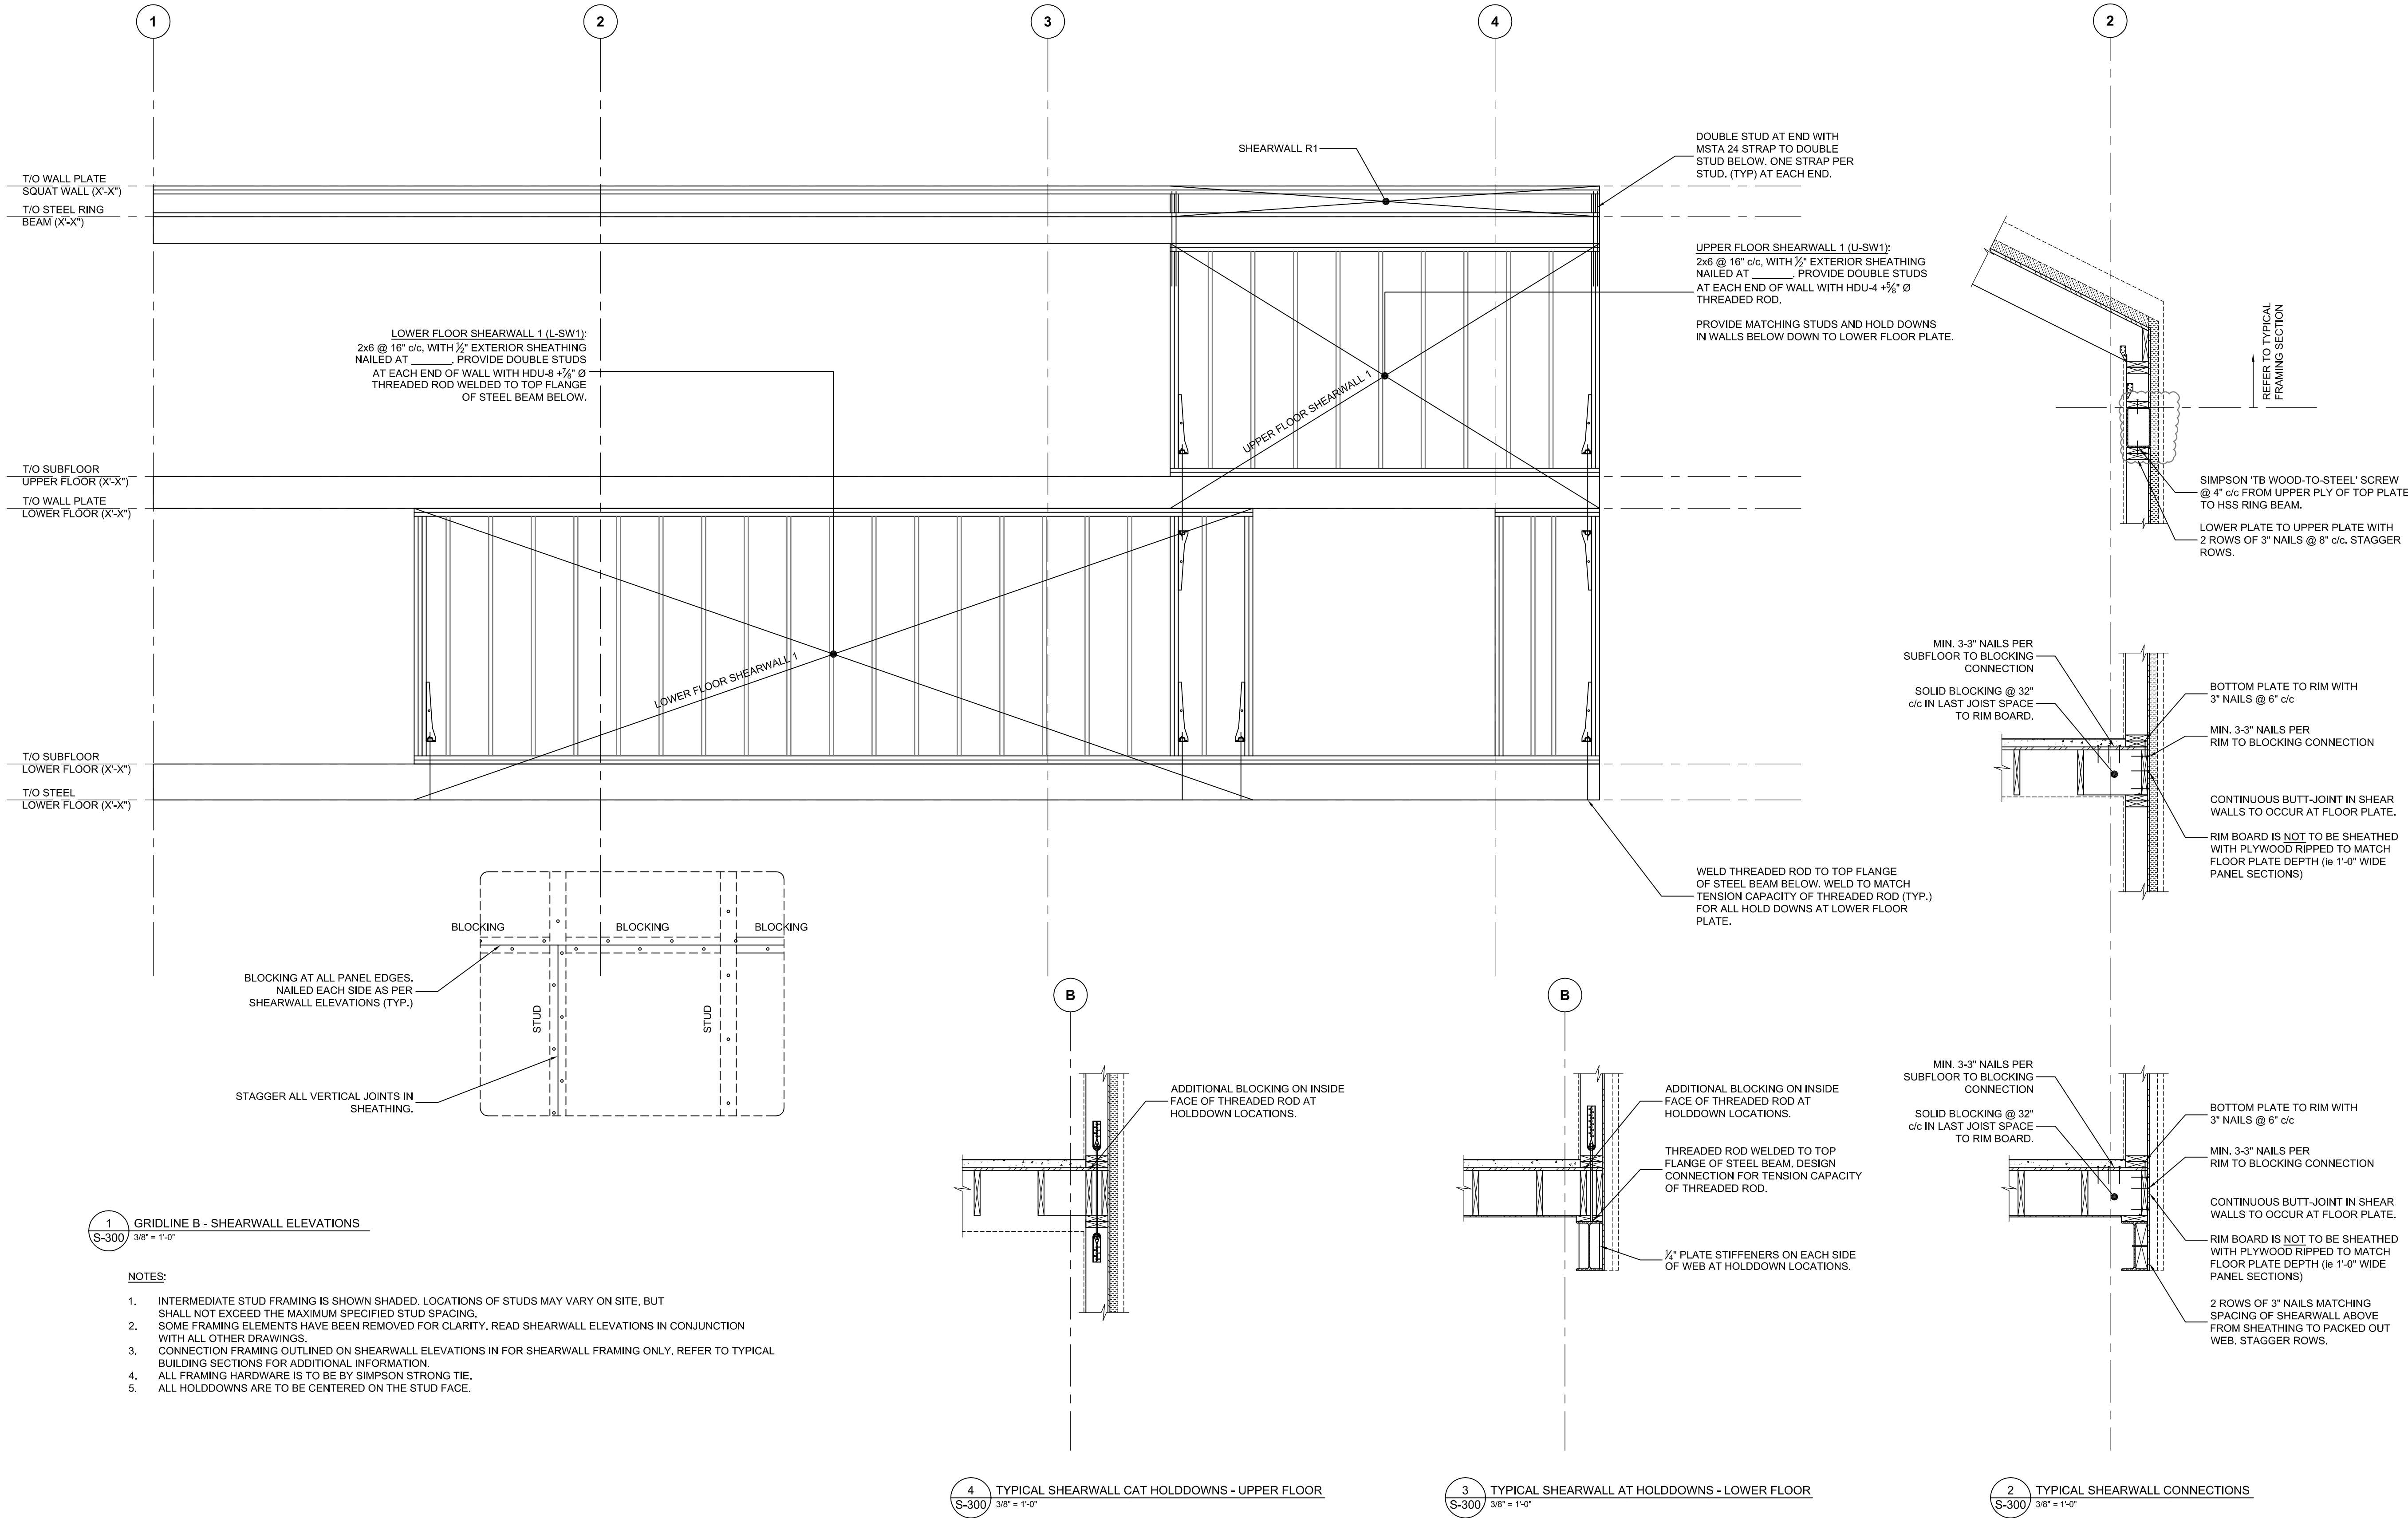 1
2
3
4
2
T/O WALL PLATE
SQUAT WALL (X'-X")
T/O STEEL RING
BEAM (X'-X")
SHEARWALL R1
DOUBLE STUD AT END WITH
MSTA 24 STRAP TO DOUBLE
STUD BELOW. ONE STRAP PER
STUD. (TYP) AT EACH END.
UPPER FLOOR SHEARWALL 1 (U-SW1):
2x6 @ 16" c/c, WITH ½" EXTERIOR SHEATHING
NAILED AT ______. PROVIDE DOUBLE STUDS
AT EACH END OF WALL WITH HDU-4 +⅝" Ø
THREADED ROD.
PROVIDE MATCHING STUDS AND HOLD DOWNS
IN WALLS BELOW DOWN TO LOWER FLOOR PLATE.
LOWER FLOOR SHEARWALL 1 (L-SW1):
2x6 @ 16" c/c, WITH ½" EXTERIOR SHEATHING
NAILED AT ______. PROVIDE DOUBLE STUDS
AT EACH END OF WALL WITH HDU-8 +⅞" Ø
THREADED ROD WELDED TO TOP FLANGE
OF STEEL BEAM BELOW.
UPPER FLOOR SHEARWALL 1
LOWER FLOOR SHEARWALL 1
T/O SUBFLOOR
UPPER FLOOR (X'-X")
T/O WALL PLATE
LOWER FLOOR (X'-X")
T/O SUBFLOOR
LOWER FLOOR (X'-X")
T/O STEEL
LOWER FLOOR (X'-X")
WELD THREADED ROD TO TOP FLANGE
OF STEEL BEAM BELOW. WELD TO MATCH
TENSION CAPACITY OF THREADED ROD (TYP.)
FOR ALL HOLD DOWNS AT LOWER FLOOR
PLATE.
REFER TO TYPICAL
FRAMING SECTION
SIMPSON 'TB WOOD-TO-STEEL' SCREW
@ 4" c/c FROM UPPER PLY OF TOP PLATE
TO HSS RING BEAM.
LOWER PLATE TO UPPER PLATE WITH
2 ROWS OF 3" NAILS @ 8" c/c. STAGGER
ROWS.
MIN. 3-3" NAILS PER
SUBFLOOR TO BLOCKING
CONNECTION
SOLID BLOCKING @ 32"
c/c IN LAST JOIST SPACE
TO RIM BOARD.
BOTTOM PLATE TO RIM WITH
3" NAILS @ 6" c/c
MIN. 3-3" NAILS PER
RIM TO BLOCKING CONNECTION
CONTINUOUS BUTT-JOINT IN SHEAR
WALLS TO OCCUR AT FLOOR PLATE.
RIM BOARD IS NOT TO BE SHEATHED
WITH PLYWOOD RIPPED TO MATCH
FLOOR PLATE DEPTH (ie 1'-0" WIDE
PANEL SECTIONS)
BLOCKING
BLOCKING
BLOCKING
STUD
STUD
BLOCKING AT ALL PANEL EDGES.
NAILED EACH SIDE AS PER
SHEARWALL ELEVATIONS (TYP.)
STAGGER ALL VERTICAL JOINTS IN
SHEATHING.
B
ADDITIONAL BLOCKING ON INSIDE
FACE OF THREADED ROD AT
HOLDDOWN LOCATIONS.
B
ADDITIONAL BLOCKING ON INSIDE
FACE OF THREADED ROD AT
HOLDDOWN LOCATIONS.
THREADED ROD WELDED TO TOP
FLANGE OF STEEL BEAM. DESIGN
CONNECTION FOR TENSION CAPACITY
OF THREADED ROD.
¼" PLATE STIFFENERS ON EACH SIDE
OF WEB AT HOLDDOWN LOCATIONS.
MIN. 3-3" NAILS PER
SUBFLOOR TO BLOCKING
CONNECTION
SOLID BLOCKING @ 32"
c/c IN LAST JOIST SPACE
TO RIM BOARD.
BOTTOM PLATE TO RIM WITH
3" NAILS @ 6" c/c
MIN. 3-3" NAILS PER
RIM TO BLOCKING CONNECTION
CONTINUOUS BUTT-JOINT IN SHEAR
WALLS TO OCCUR AT FLOOR PLATE.
RIM BOARD IS NOT TO BE SHEATHED
WITH PLYWOOD RIPPED TO MATCH
FLOOR PLATE DEPTH (ie 1'-0" WIDE
PANEL SECTIONS)
2 ROWS OF 3" NAILS MATCHING
SPACING OF SHEARWALL ABOVE
FROM SHEATHING TO PACKED OUT
WEB. STAGGER ROWS.
1
S-300
GRIDLINE B - SHEARWALL ELEVATIONS
3/8" = 1'-0"
NOTES:
1. INTERMEDIATE STUD FRAMING IS SHOWN SHADED. LOCATIONS OF STUDS MAY VARY ON SITE, BUT
SHALL NOT EXCEED THE MAXIMUM SPECIFIED STUD SPACING.
2. SOME FRAMING ELEMENTS HAVE BEEN REMOVED FOR CLARITY. READ SHEARWALL ELEVATIONS IN CONJUNCTION
WITH ALL OTHER DRAWINGS.
3. CONNECTION FRAMING OUTLINED ON SHEARWALL ELEVATIONS IN FOR SHEARWALL FRAMING ONLY. REFER TO TYPICAL
BUILDING SECTIONS FOR ADDITIONAL INFORMATION.
4. ALL FRAMING HARDWARE IS TO BE BY SIMPSON STRONG TIE.
5. ALL HOLDDOWNS ARE TO BE CENTERED ON THE STUD FACE.
4
S-300
TYPICAL SHEARWALL CAT HOLDDOWNS - UPPER FLOOR
3/8" = 1'-0"
3
S-300
TYPICAL SHEARWALL AT HOLDDOWNS - LOWER FLOOR
3/8" = 1'-0"
2
S-300
TYPICAL SHEARWALL CONNECTIONS
3/8" = 1'-0"